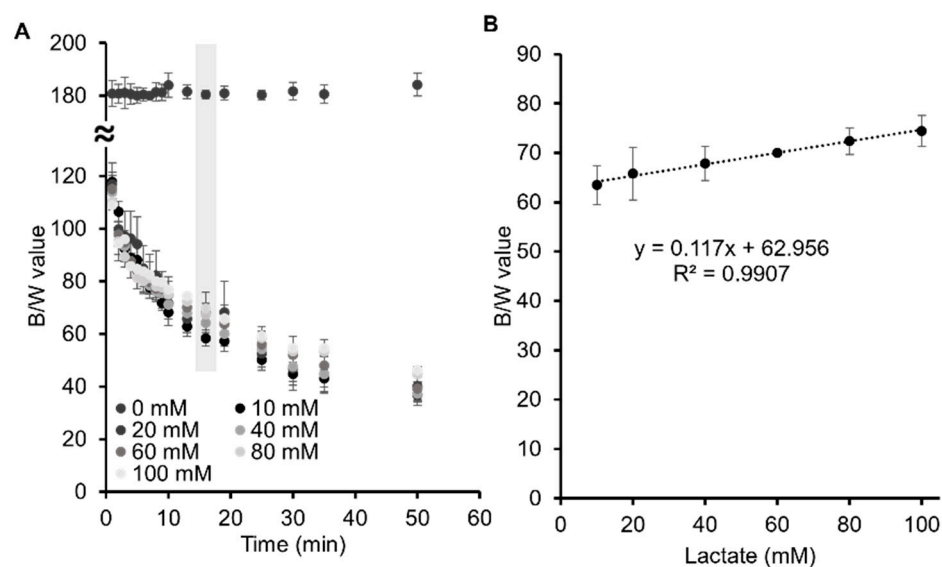 A
B/W value
200
180
≈
120
100
80
60
40
20
0
0 mM
10 mM
20 mM
40 mM
60 mM
80 mM
100 mM
0 10 20 30 40 50 60
Time (min)
B
B/W value
90
80
70
60
50
40
30
20
10
0
y = 0.117x + 62.956
R² = 0.9907
0 20 40 60 80 100
Lactate (mM)